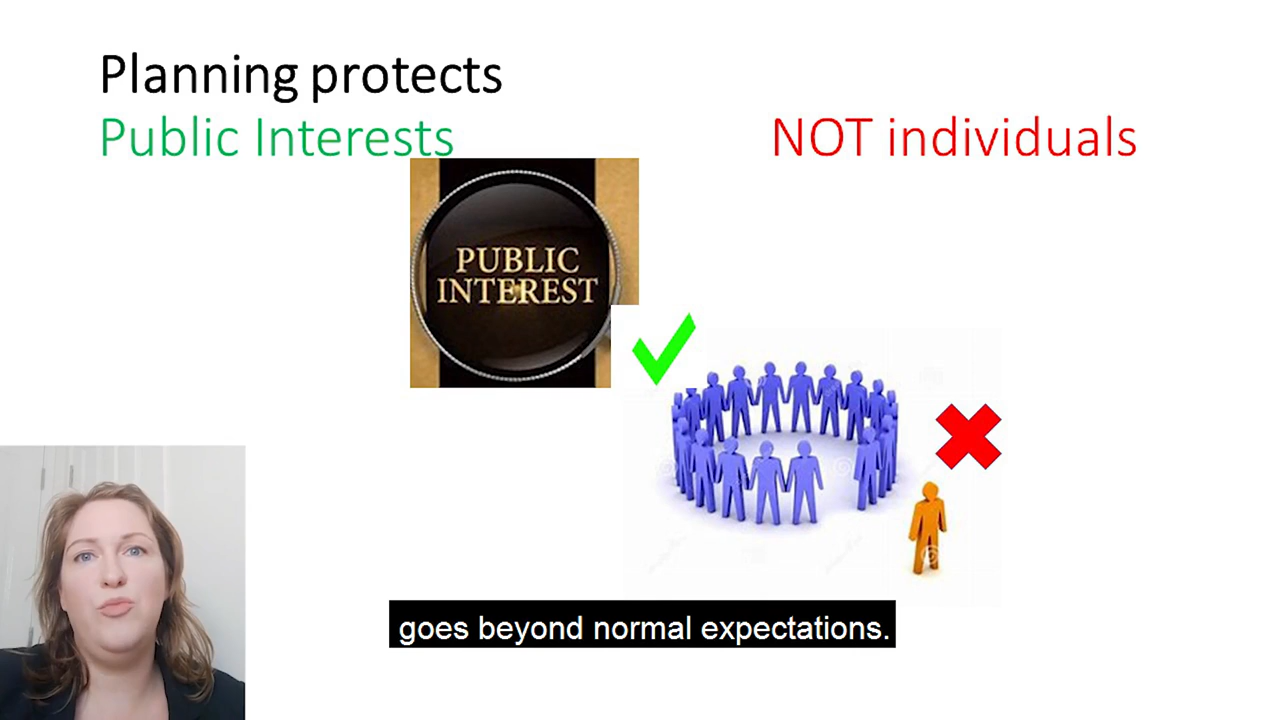 Planning protects
Public Interests
NOT individuals
PUBLIC
INTEREST
goes beyond normal expectations.